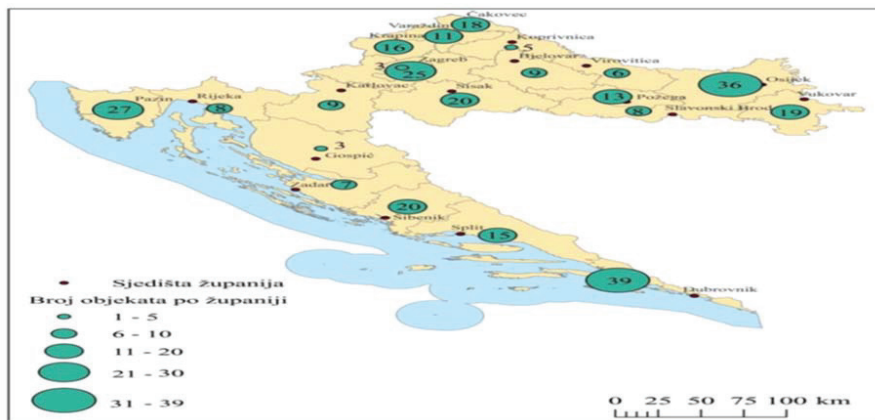 Čakovec
18
Varaždin
11
Krapina
16
Koprivnica
5
Zagreb
3
25
Bjelovar
9
Virovitica
6
36
Osijek
Vukovar
19
Karlovac
9
Sisak
20
13
Požega
8
Slavonski Brod
Pazin
27
Rijeka
8
3
Gospić
Zadar
7
20
Šibenik
Split
15
39
Dubrovnik
Sjedišta županija
Broj objekata po županiji
1 - 5
6 - 10
11 - 20
21 - 30
31 - 39
0 25 50 75 100 km